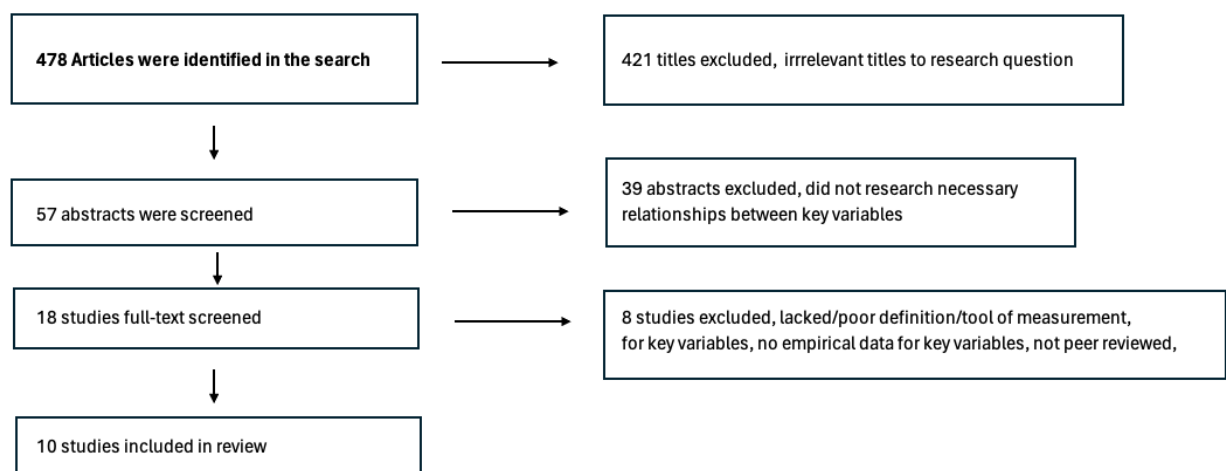 478 Articles were identified in the search
421 titles excluded, irrrelevant titles to research question
57 abstracts were screened
39 abstracts excluded, did not research necessary
relationships between key variables
18 studies full-text screened
8 studies excluded, lacked/poor definition/tool of measurement,
for key variables, no empirical data for key variables, not peer reviewed,
10 studies included in review